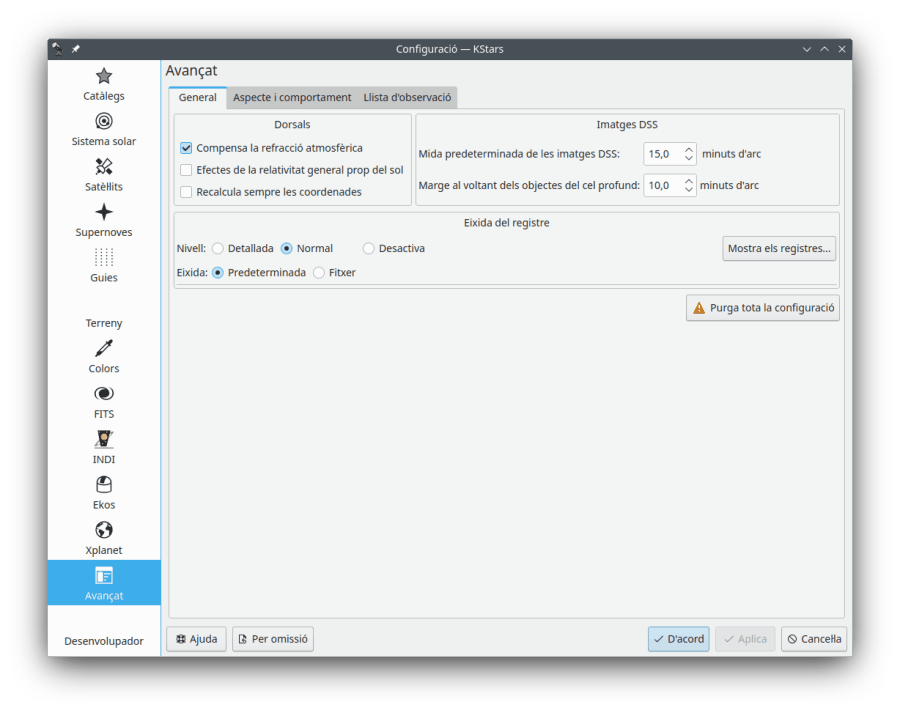 Configuració — KStars
Catàlegs
Sistema solar
Satèl·lits
Supernoves
Guies
Terreny
Colors
FITS
INDI
Ekos
Xplanet
Avançat
Desenvolupador
Avançat
General Aspecte i comportament Llista d'observació
Dorsals
Compensa la refracció atmosfèrica
Efectes de la relativitat general prop del sol
Recalcula sempre les coordenades
Imatges DSS
Mida predeterminada de les imatges DSS: 15,0 minuts d'arc
Marge al voltant dels objectes del cel profund: 10,0 minuts d'arc
Eixida del registre
Nivell: Detallada Normal Desactiva Mostra els registres...
Eixida: Predeterminada Fitxer
Purga tota la configuració
Ajuda Per omissió D'acord Aplica Cancel·la